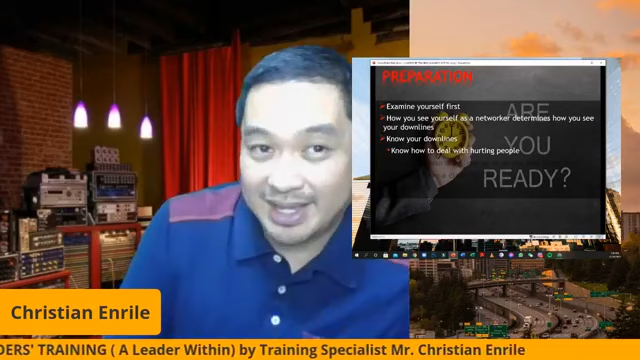 PREPARATION
Examine yourself first
How you see yourself as a networker determines how you see
your downlines
Know your downlines
Know how to deal with hurting people
ARE
YOU
READY?
Christian Enrile
DERS' TRAINING ( A Leader Within) by Training Specialist Mr. Christian Enrile